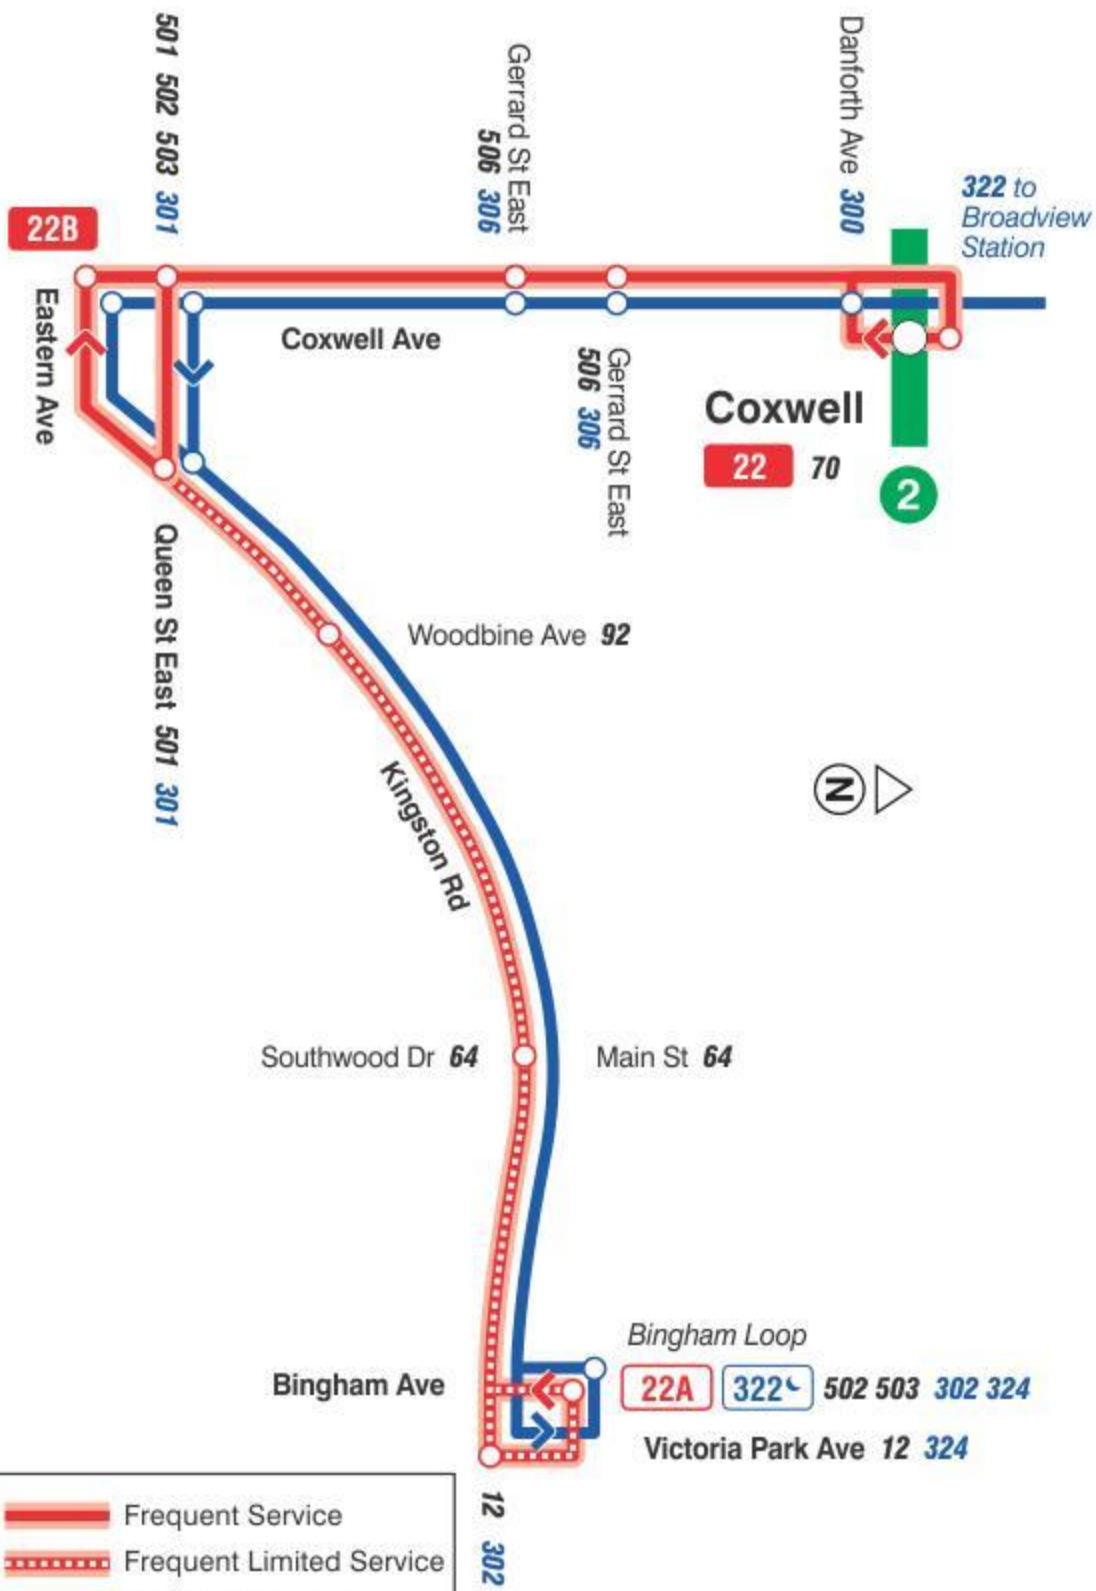 501 502 503 301
Gerrard St East
506 306
Danforth Ave 300
322 to
Broadview
Station
22B
Eastern Ave
Coxwell Ave
Gerrard St East
506 306
Coxwell
22 70
2
Queen St East 501 301
Woodbine Ave 92
Kingston Rd
N
Southwood Dr 64
Main St 64
Bingham Loop
Bingham Ave
22A 322 502 503 302 324
Victoria Park Ave 12 324
12 302
Frequent Service
Frequent Limited Service